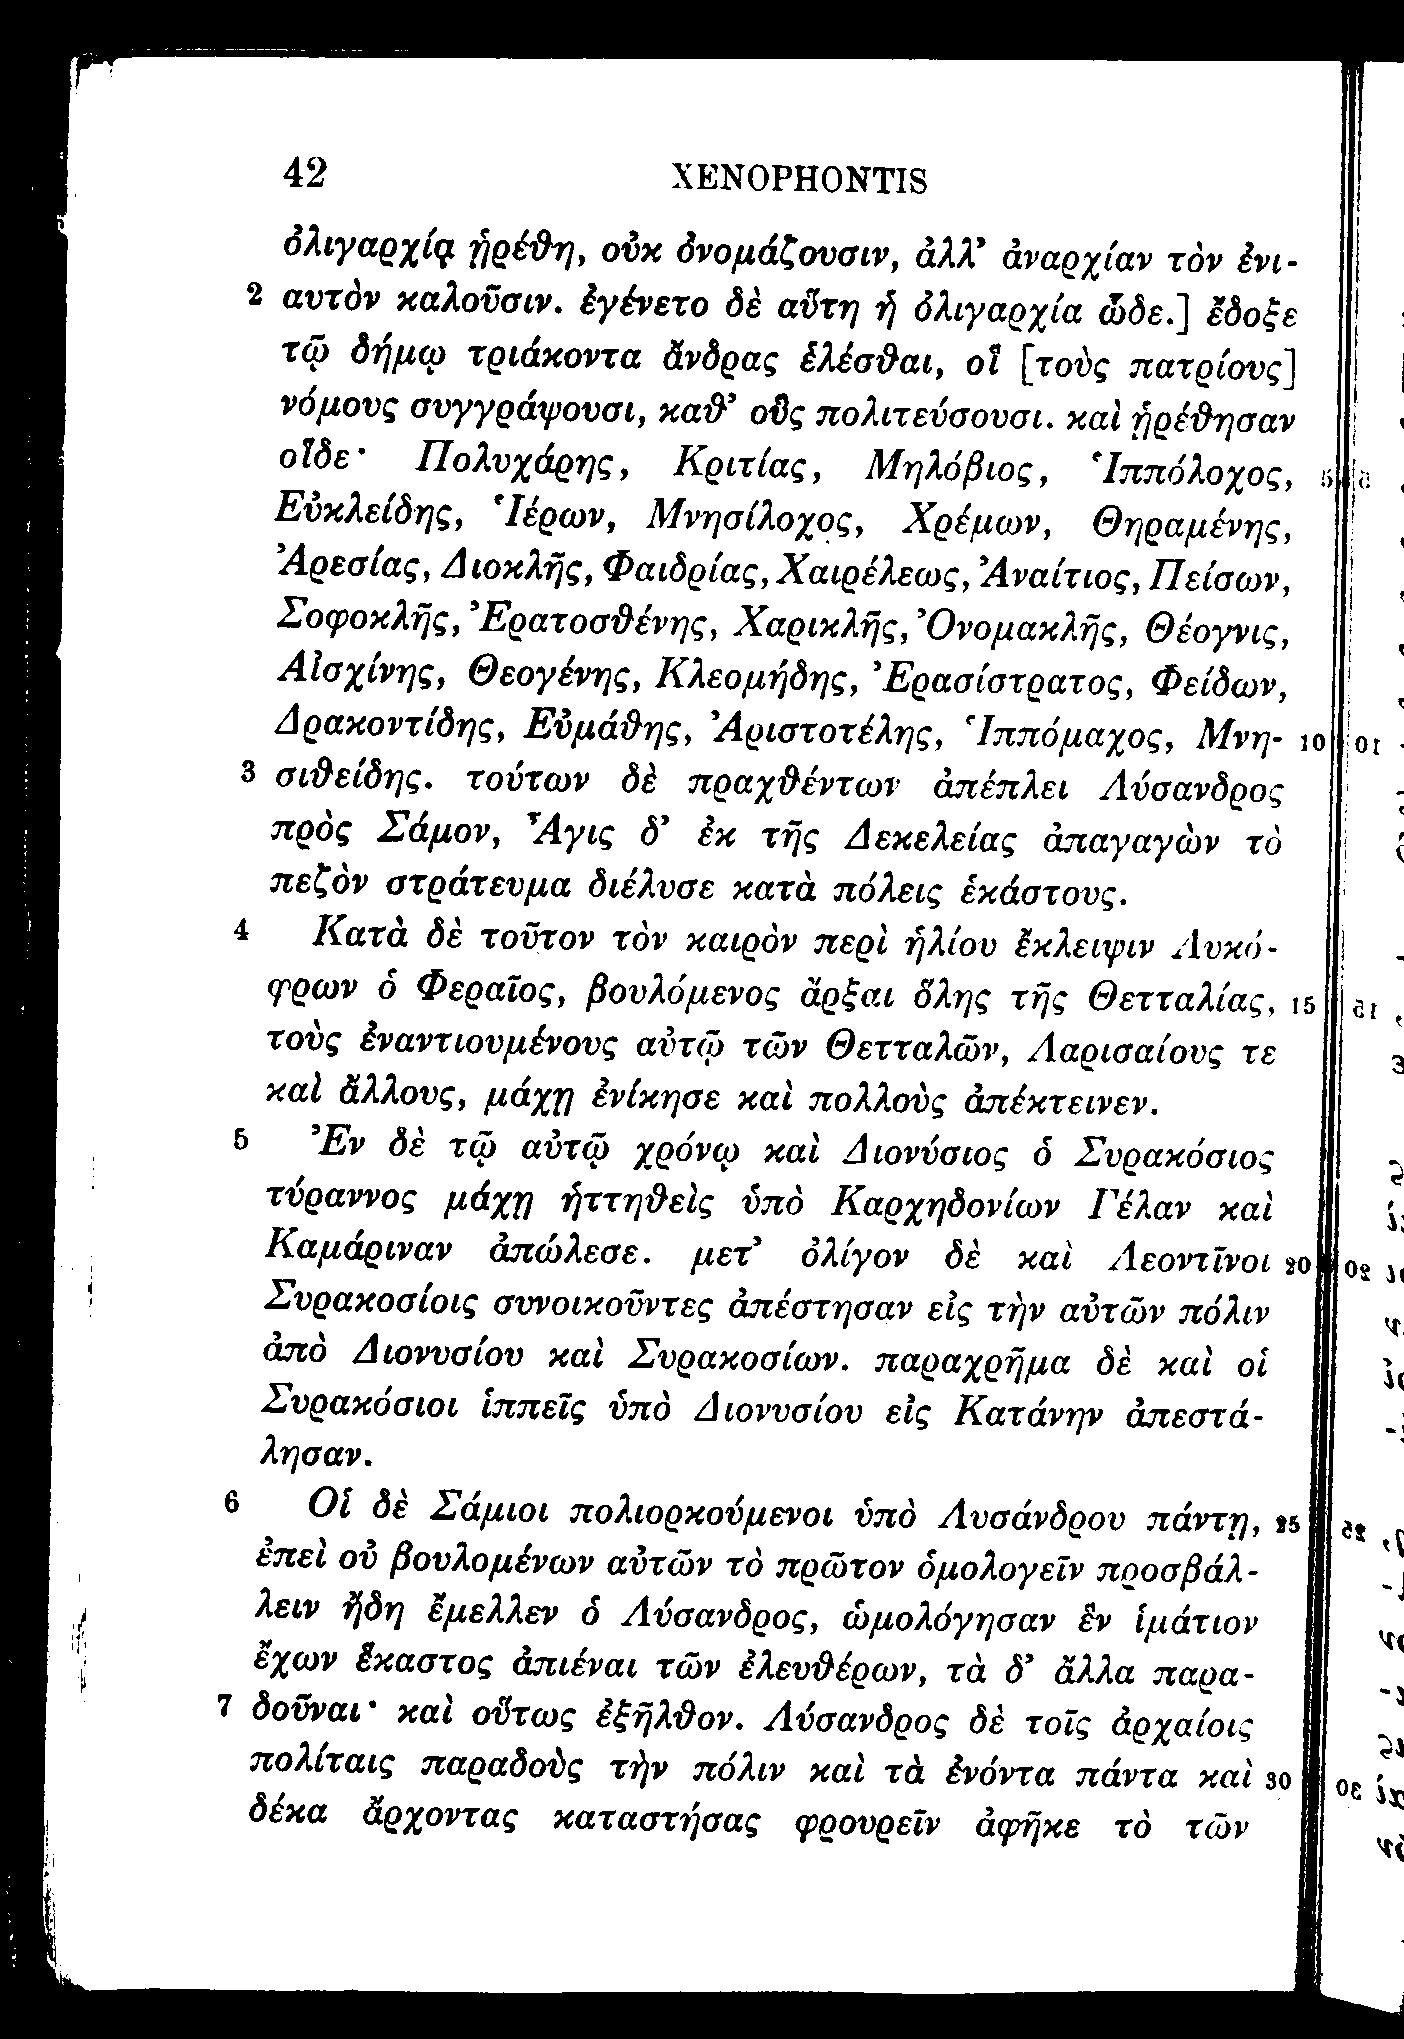 42 XENOPHONTIS
ὀλιγαρχίᾳ ᾑρέθη, οὐκ ὀνομάζουσιν, ἀλλ’ ἀναρχίαν τὸν ἐνι-
2 αυτὸν καλοῦσιν. ἐγένετο δὲ αὕτη ἡ ὀλιγαρχία ὧδε.] ἔδοξε
τῷ δήμῳ τριάκοντα ἄνδρας ἑλέσθαι, οἳ [τοὺς πατρίους]
νόμους συγγράψουσι, καθ’ οὓς πολιτεύσουσι. καὶ ᾑρέθησαν
οἵδε· Πολυχάρης, Κριτίας, Μηλόβιος, Ἱππόλοχος, 5
Εὐκλείδης, Ἱέρων, Μνησίλοχος, Χρέμων, Θηραμένης,
Ἀρεσίας, Διοκλῆς, Φαιδρίας, Χαιρέλεως, Ἀναίτιος, Πείσων,
Σοφοκλῆς, Ἐρατοσθένης, Χαρικλῆς, Ὀνομακλῆς, Θέογνις,
Αἰσχίνης, Θεογένης, Κλεομήδης, Ἐρασίστρατος, Φείδων,
Δρακοντίδης, Εὐμάθης, Ἀριστοτέλης, Ἱππόμαχος, Μνη- 10
3 σιθείδης. τούτων δὲ πραχθέντων ἀπέπλει Λύσανδρος
πρὸς Σάμον, Ἆγις δ’ ἐκ τῆς Δεκελείας ἀπαγαγὼν τὸ
πεζὸν στράτευμα διέλυσε κατὰ πόλεις ἑκάστους.
4 Κατὰ δὲ τοῦτον τὸν καιρὸν περὶ ἡλίου ἔκλειψιν Λυκό-
φρων ὁ Φεραῖος, βουλόμενος ἄρξαι ὅλης τῆς Θετταλίας, 15
τοὺς ἐναντιουμένους αὐτῷ τῶν Θετταλῶν, Λαρισαίους τε
καὶ ἄλλους, μάχῃ ἐνίκησε καὶ πολλοὺς ἀπέκτεινεν.
5 Ἐν δὲ τῷ αὐτῷ χρόνῳ καὶ Διονύσιος ὁ Συρακόσιος
τύραννος μάχῃ ἡττηθεὶς ὑπὸ Καρχηδονίων Γέλαν καὶ
Καμάριναν ἀπώλεσε. μετ’ ὀλίγον δὲ καὶ Λεοντῖνοι 20
Συρακοσίοις συνοικοῦντες ἀπέστησαν εἰς τὴν αὑτῶν πόλιν
ἀπὸ Διονυσίου καὶ Συρακοσίων. παραχρῆμα δὲ καὶ οἱ
Συρακόσιοι ἱππεῖς ὑπὸ Διονυσίου εἰς Κατάνην ἀπεστά-
λησαν.
6 Οἱ δὲ Σάμιοι πολιορκούμενοι ὑπὸ Λυσάνδρου πάντῃ, 25
ἐπεὶ οὐ βουλομένων αὐτῶν τὸ πρῶτον ὁμολογεῖν προσβάλ-
λειν ἤδη ἔμελλεν ὁ Λύσανδρος, ὡμολόγησαν ἓν ἱμάτιον
ἔχων ἕκαστος ἀπιέναι τῶν ἐλευθέρων, τὰ δ’ ἄλλα παρα-
7 δοῦναι· καὶ οὕτως ἐξῆλθον. Λύσανδρος δὲ τοῖς ἀρχαίοις
πολίταις παραδοὺς τὴν πόλιν καὶ τὰ ἐνόντα πάντα καὶ 30
δέκα ἄρχοντας καταστήσας φρουρεῖν ἀφῆκε τὸ τῶν